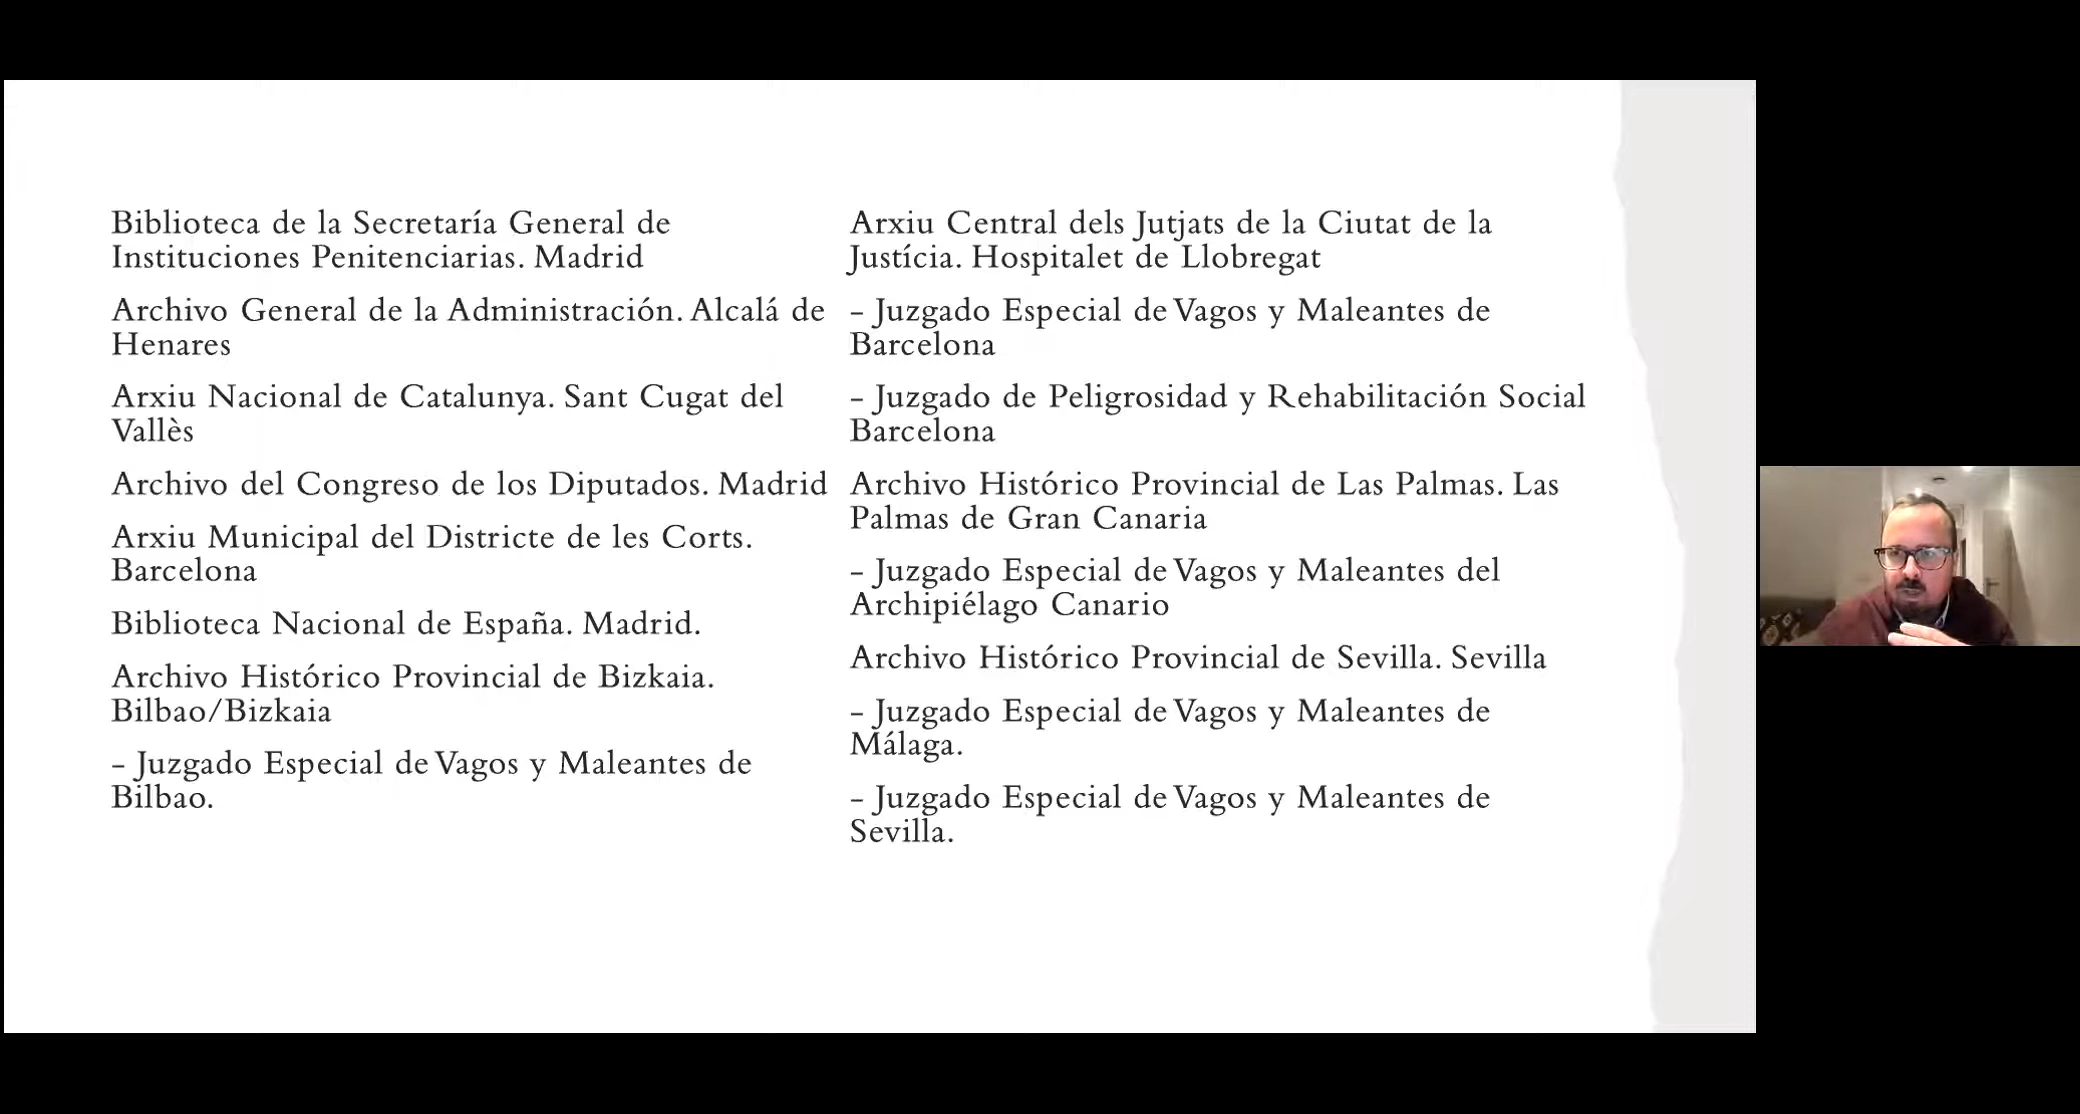 Biblioteca de la Secretaría General de
Instituciones Penitenciarias. Madrid
Archivo General de la Administración. Alcalá de
Henares
Arxiu Nacional de Catalunya. Sant Cugat del
Vallès
Archivo del Congreso de los Diputados. Madrid
Arxiu Municipal del Districte de les Corts.
Barcelona
Biblioteca Nacional de España. Madrid.
Archivo Histórico Provincial de Bizkaia.
Bilbao/Bizkaia
- Juzgado Especial de Vagos y Maleantes de
Bilbao.
Arxiu Central dels Jutjats de la Ciutat de la
Justícia. Hospitalet de Llobregat
- Juzgado Especial de Vagos y Maleantes de
Barcelona
- Juzgado de Peligrosidad y Rehabilitación Social
Barcelona
Archivo Histórico Provincial de Las Palmas. Las
Palmas de Gran Canaria
- Juzgado Especial de Vagos y Maleantes del
Archipiélago Canario
Archivo Histórico Provincial de Sevilla. Sevilla
- Juzgado Especial de Vagos y Maleantes de
Málaga.
- Juzgado Especial de Vagos y Maleantes de
Sevilla.